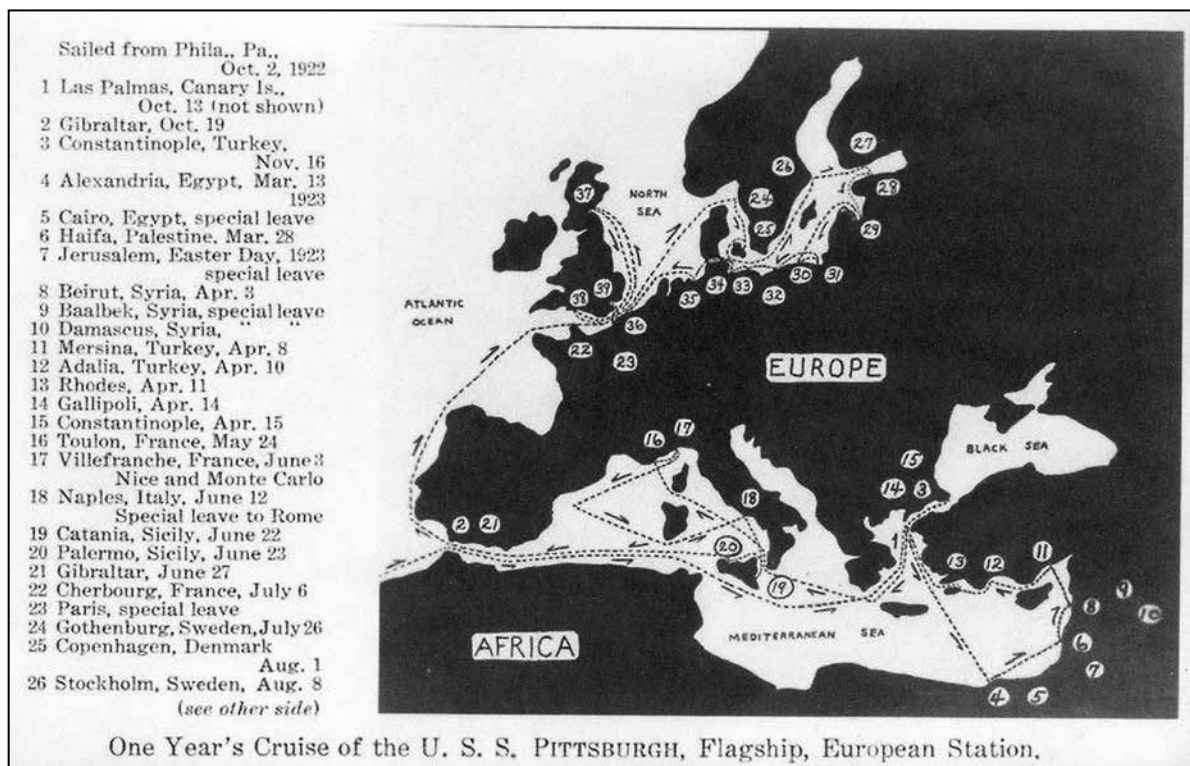 Sailed from Phila., Pa.,
Oct. 2, 1922
1 Las Palmas, Canary Is.,
Oct. 13 (not shown)
2 Gibraltar, Oct. 19
3 Constantinople, Turkey,
Nov. 16
4 Alexandria, Egypt, Mar. 13
1923
5 Cairo, Egypt, special leave
6 Haifa, Palestine. Mar. 28
7 Jerusalem, Easter Day, 1923
special leave
8 Beirut, Syria, Apr. 3
9 Baalbek, Syria, special leave
10 Damascus, Syria, " "
11 Mersina, Turkey, Apr. 8
12 Adalia, Turkey, Apr. 10
13 Rhodes, Apr. 11
14 Gallipoli, Apr. 14
15 Constantinople, Apr. 15
16 Toulon, France, May 24
17 Villefranche, France, June 3
Nice and Monte Carlo
18 Naples, Italy, June 12
Special leave to Rome
19 Catania, Sicily, June 22
20 Palermo, Sicily, June 23
21 Gibraltar, June 27
22 Cherbourg, France, July 6
23 Paris, special leave
24 Gothenburg, Sweden, July 26
25 Copenhagen, Denmark
Aug. 1
26 Stockholm, Sweden, Aug. 8
(see other side)
27
26
28
37
NORTH
SEA
24
25
29
30
31
34
33
32
35
39
38
36
ATLANTIC
OCEAN
22
23
EUROPE
17
16
BLACK SEA
15
14 3
18
2 21
20
19
13
12
11
9
8
10
6
7
MEDITERRANEAN SEA
AFRICA
4
5
One Year's Cruise of the U. S. S. PITTSBURGH, Flagship, European Station.